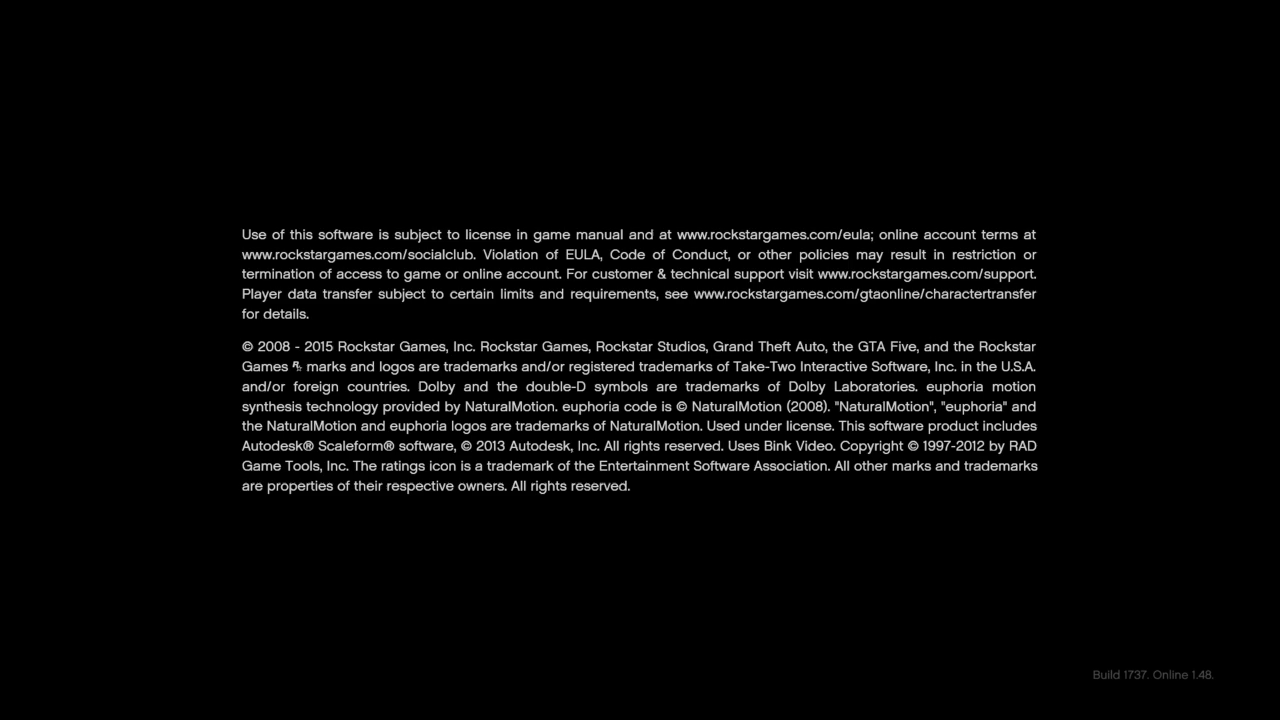 Use of this software is subject to license in game manual and at www.rockstargames.com/eula; online account terms at
www.rockstargames.com/socialclub. Violation of EULA, Code of Conduct, or other policies may result in restriction or
termination of access to game or online account. For customer & technical support visit www.rockstargames.com/support.
Player data transfer subject to certain limits and requirements, see www.rockstargames.com/gtaonline/charactertransfer
for details.
© 2008 - 2015 Rockstar Games, Inc. Rockstar Games, Rockstar Studios, Grand Theft Auto, the GTA Five, and the Rockstar
Games R* marks and logos are trademarks and/or registered trademarks of Take-Two Interactive Software, Inc. in the U.S.A.
and/or foreign countries. Dolby and the double-D symbols are trademarks of Dolby Laboratories. euphoria motion
synthesis technology provided by NaturalMotion. euphoria code is © NaturalMotion (2008). "NaturalMotion", "euphoria" and
the NaturalMotion and euphoria logos are trademarks of NaturalMotion. Used under license. This software product includes
Autodesk® Scaleform® software, © 2013 Autodesk, Inc. All rights reserved. Uses Bink Video. Copyright © 1997-2012 by RAD
Game Tools, Inc. The ratings icon is a trademark of the Entertainment Software Association. All other marks and trademarks
are properties of their respective owners. All rights reserved.
Build 1737. Online 1.48.